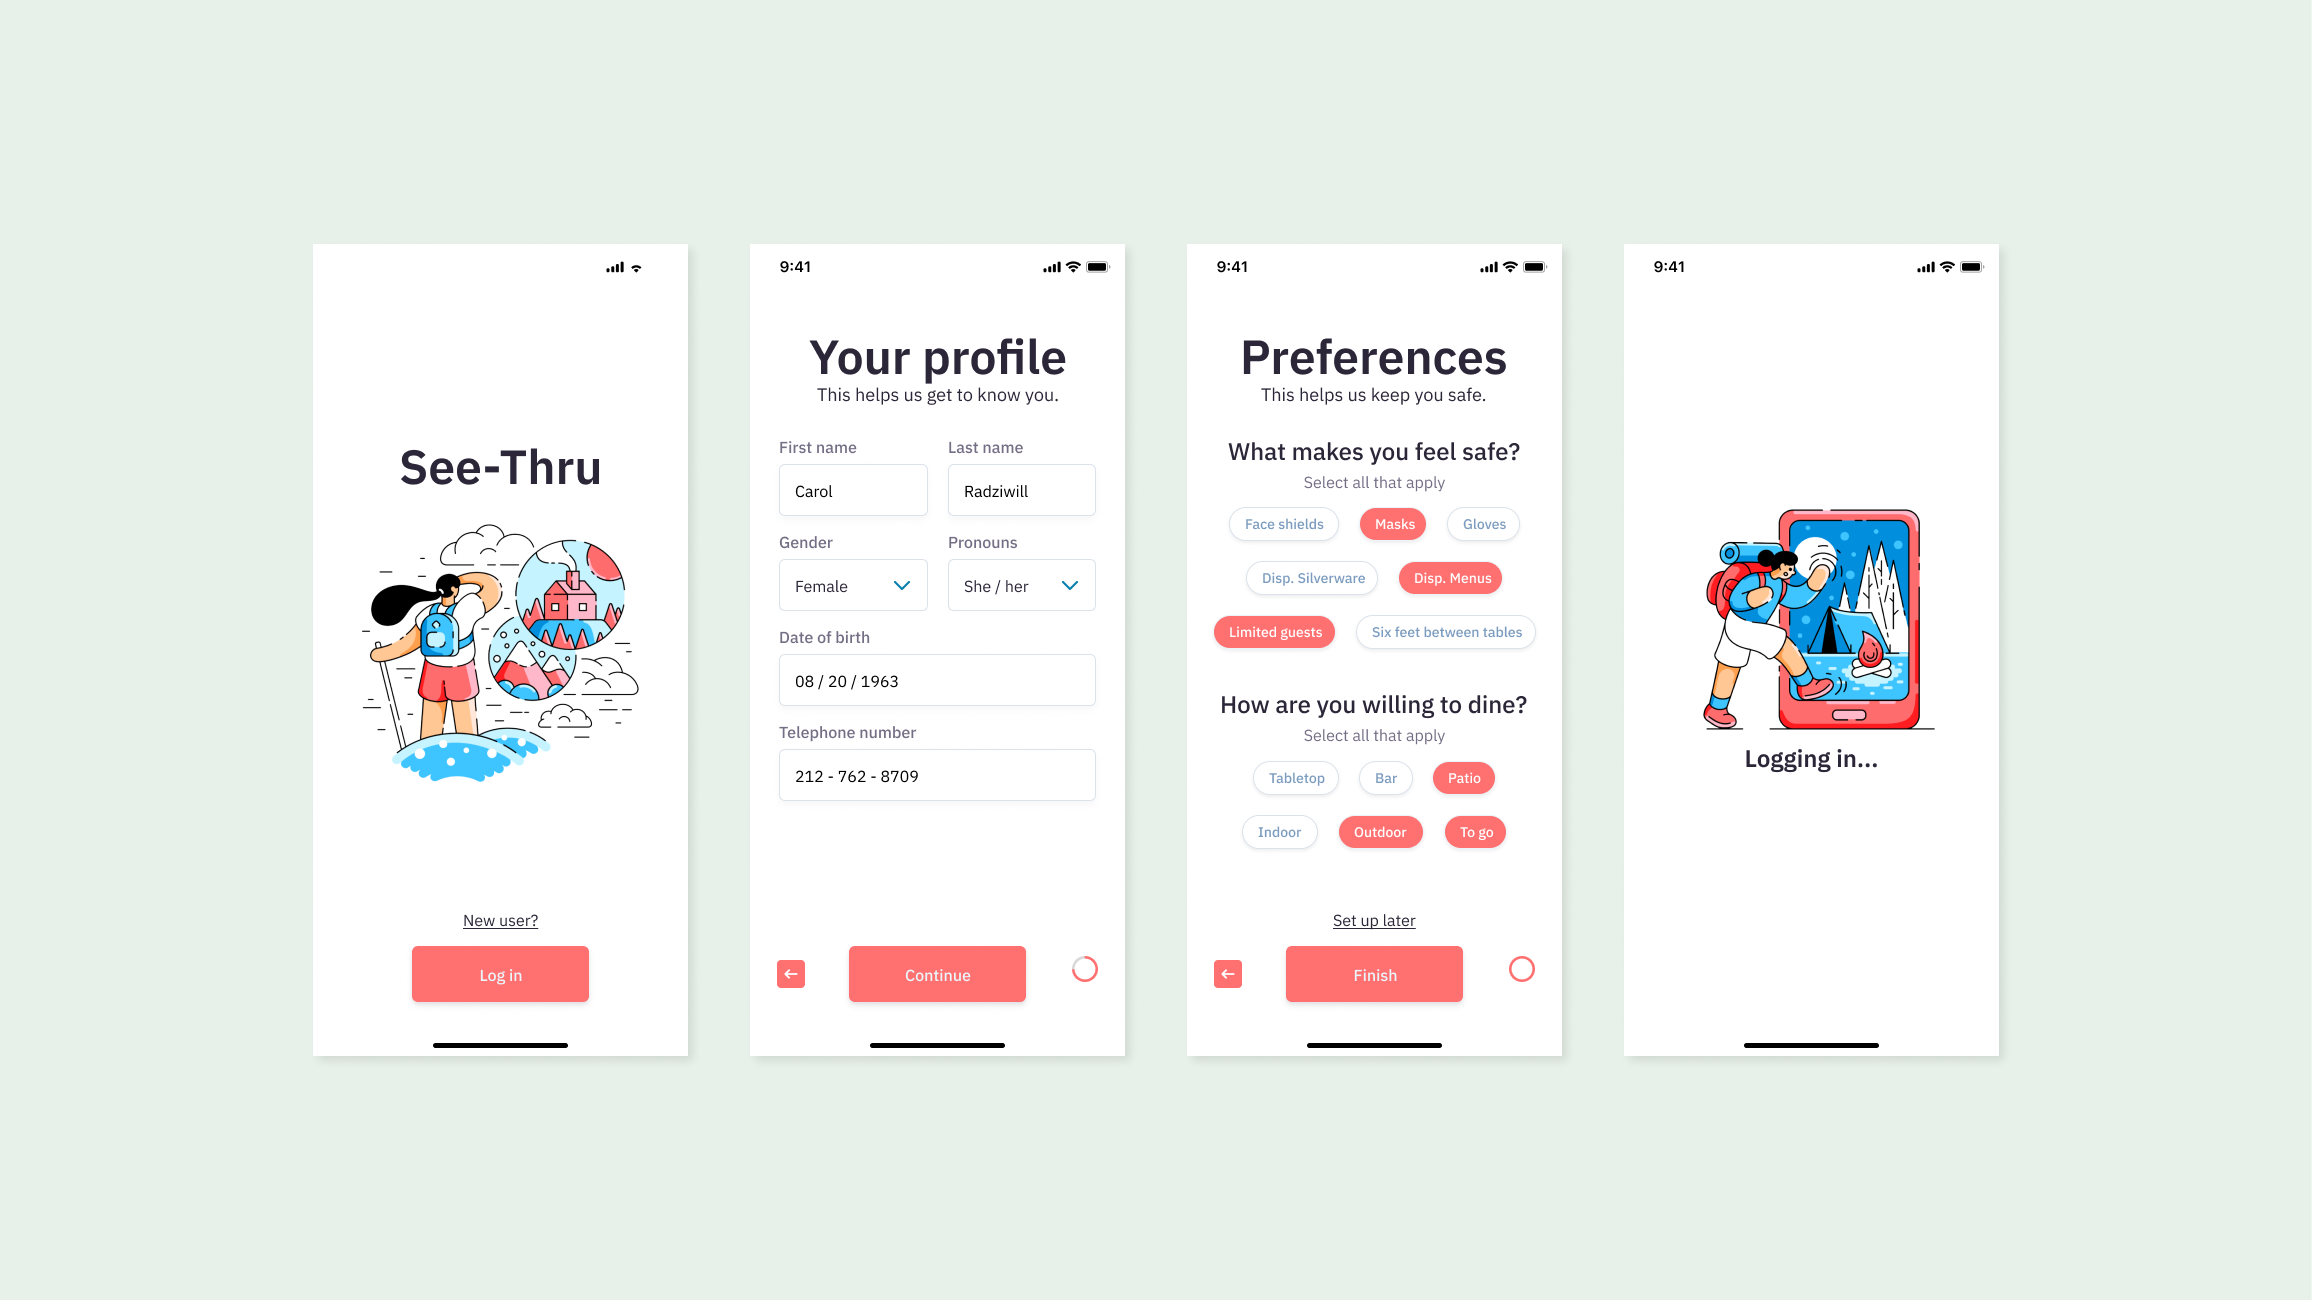 See-Thru
New user?
Log in
9:41
Your profile
This helps us get to know you.
First name
Last name
Carol
Radziwill
Gender
Pronouns
Female
She / her
Date of birth
08 / 20 / 1963
Telephone number
212 - 762 - 8709
Continue
9:41
Preferences
This helps us keep you safe.
What makes you feel safe?
Select all that apply
Face shields
Masks
Gloves
Disp. Silverware
Disp. Menus
Limited guests
Six feet between tables
How are you willing to dine?
Select all that apply
Tabletop
Bar
Patio
Indoor
Outdoor
To go
Set up later
Finish
9:41
Logging in...